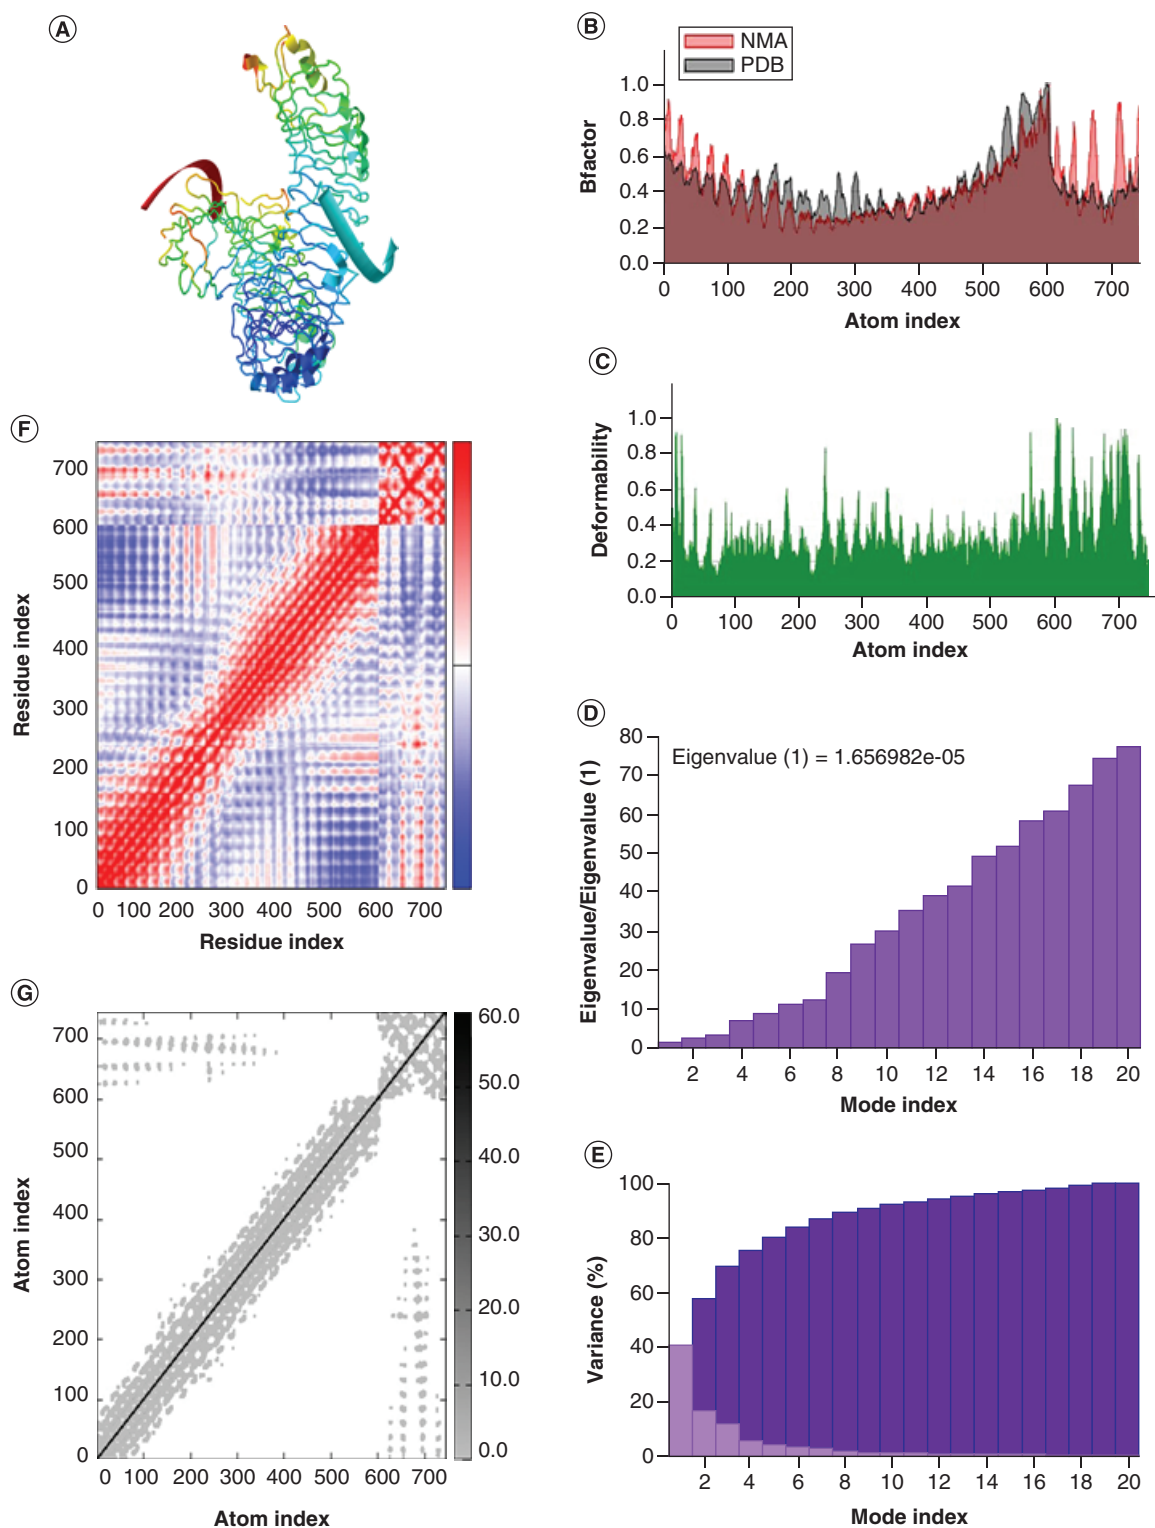 A
B
NMA
PDB
1.0
0.8
0.6
0.4
0.2
0.0
Bfactor
0 100 200 300 400 500 600 700
Atom index
C
1.0
0.8
0.6
0.4
0.2
0.0
Deformability
0 100 200 300 400 500 600 700
Atom index
F
700
600
500
400
300
200
100
0
Residue index
0 100 200 300 400 500 600 700
Residue index
D
Eigenvalue (1) = 1.656982e-05
80
70
60
50
40
30
20
10
0
Eigenvalue/Eigenvalue (1)
2 4 6 8 10 12 14 16 18 20
Mode index
G
700
600
500
400
300
200
100
0
Atom index
0 100 200 300 400 500 600 700
Atom index
60.0
50.0
40.0
30.0
20.0
10.0
0.0
E
100
80
60
40
20
0
Variance (%)
2 4 6 8 10 12 14 16 18 20
Mode index